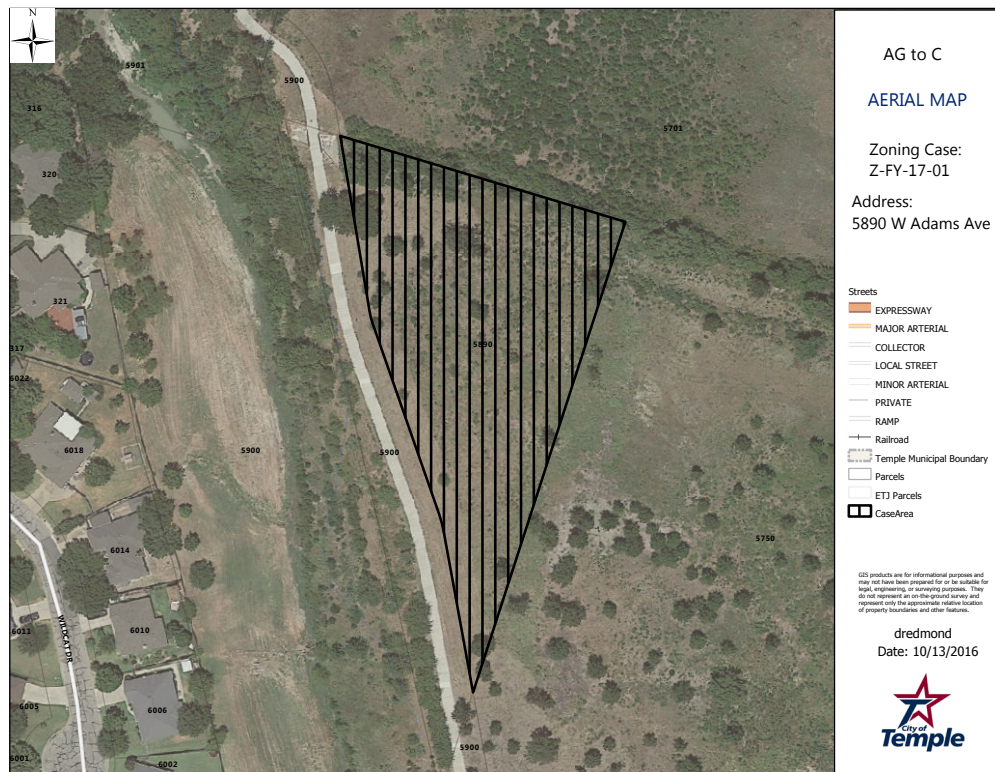 N
5901
5900
316
5701
320
321
5890
317
6022
5900
5900
6018
5750
6014
WILDCAT DR
6011
6010
6005
6006
5900
6001
6002
AG to C
AERIAL MAP
Zoning Case:
Z-FY-17-01
Address:
5890 W Adams Ave
Streets
EXPRESSWAY
MAJOR ARTERIAL
COLLECTOR
LOCAL STREET
MINOR ARTERIAL
PRIVATE
RAMP
Railroad
Temple Municipal Boundary
Parcels
ETJ Parcels
CaseArea
GIS products are for informational purposes and
may not have been prepared for or be suitable for
legal, engineering, or surveying purposes. They
do not represent an on-the-ground survey and
represent only the approximate relative location
of property boundaries and other features.
dredmond
Date: 10/13/2016
City of
Temple